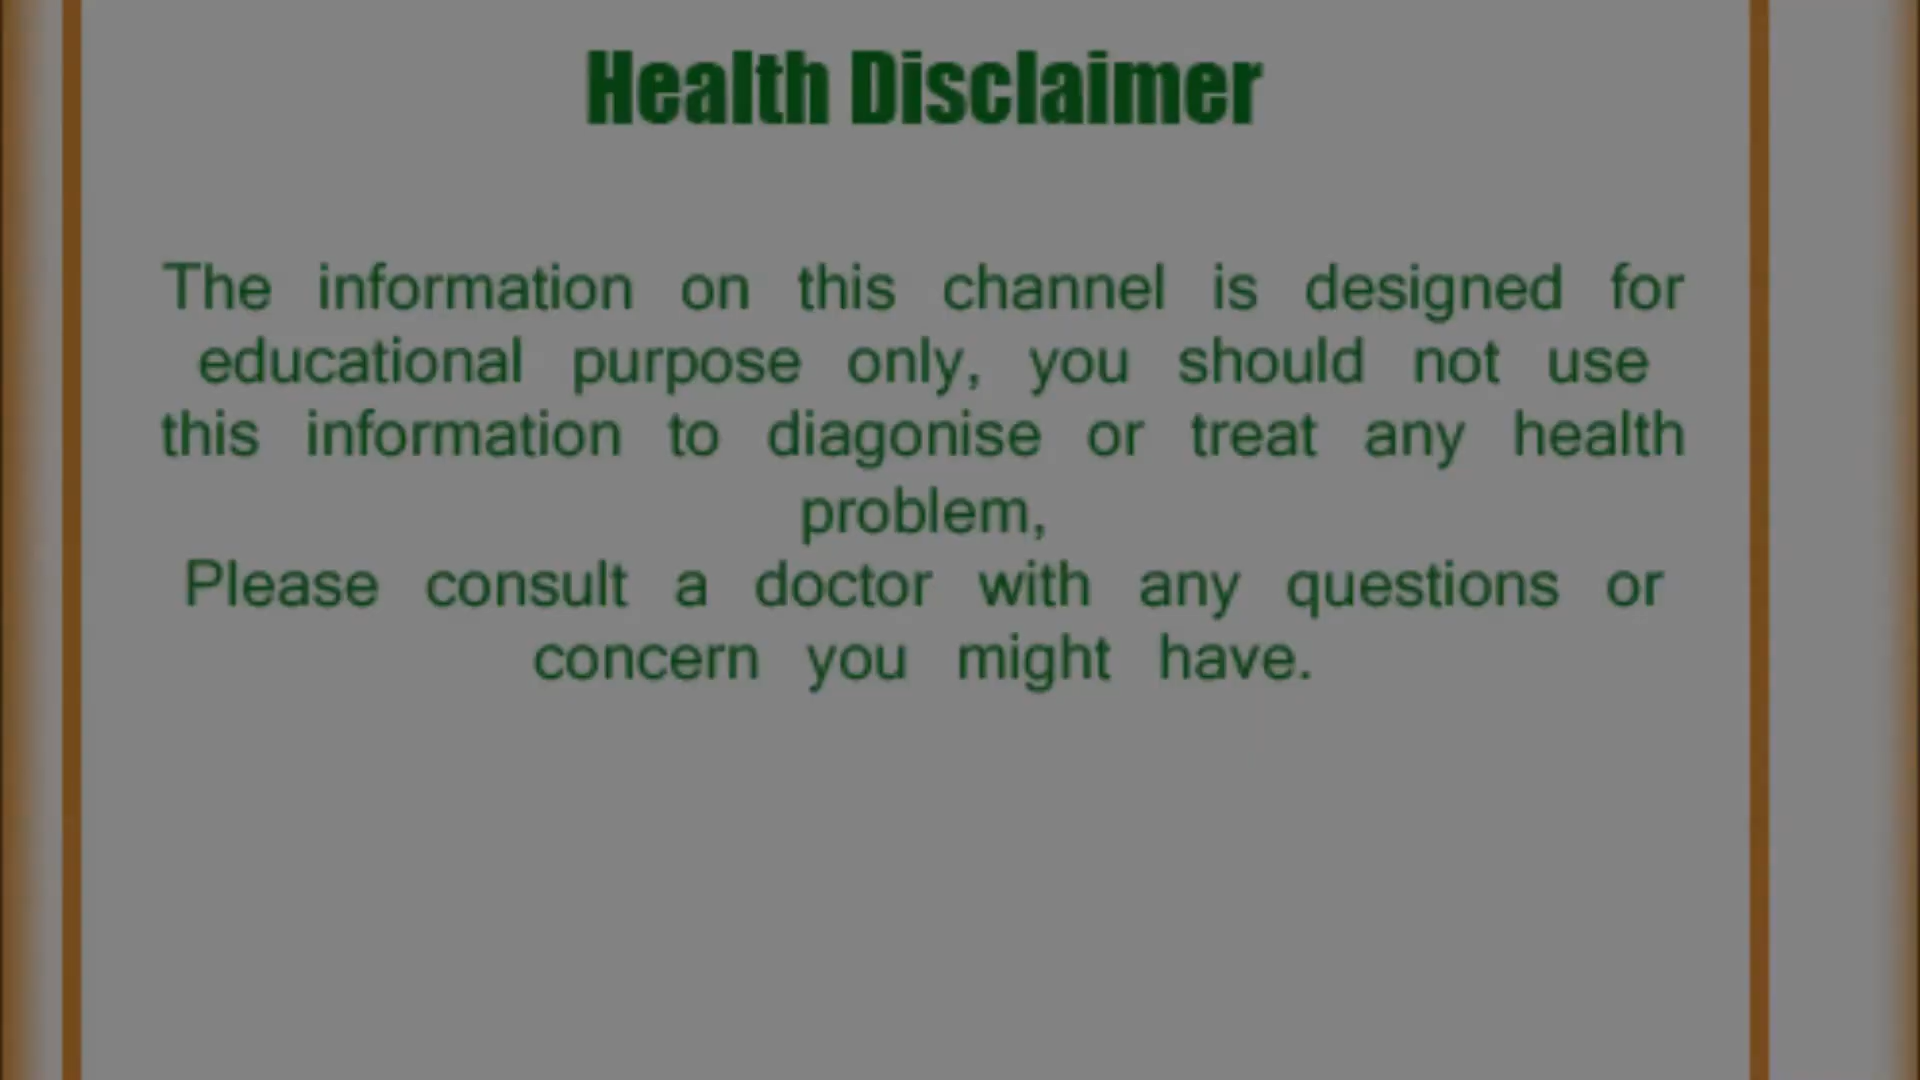 Health Disclaimer
The information on this channel is designed for
educational purpose only, you should not use
this information to diagonise or treat any health
problem,
Please consult a doctor with any questions or
concern you might have.